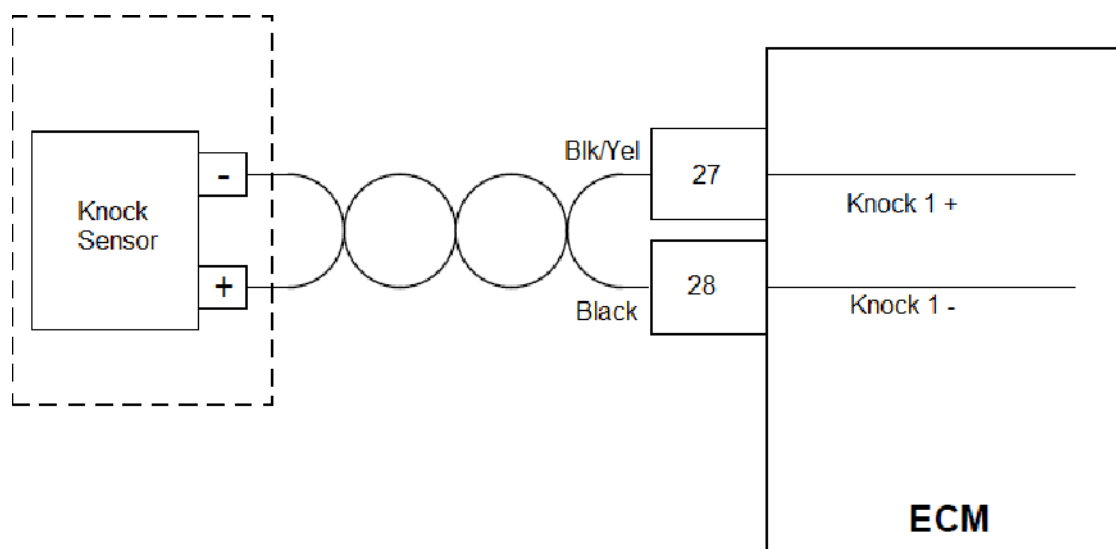 Blk/Yel
-
27
Knock
Sensor
Knock 1 +
+
28
Black
Knock 1 -
ECM